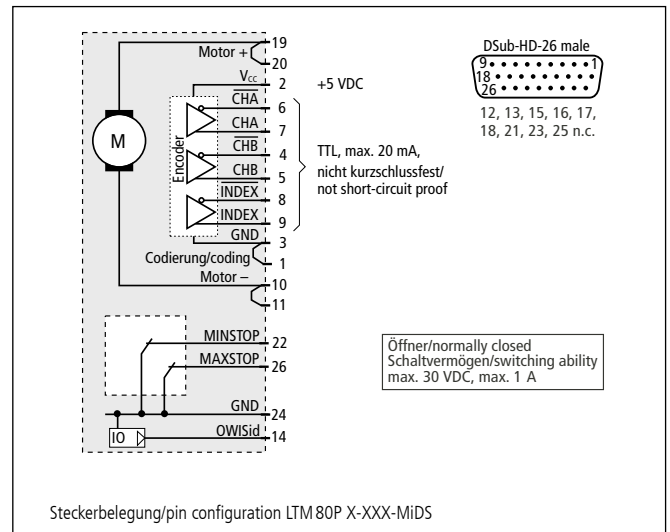 Motor +
19
20
V_CC
2
+5 VDC
C̅H̅A̅
6
CHA
7
C̅H̅B̅
4
CHB
5
I̅N̅D̅E̅X̅
8
INDEX
9
GND
3
Codierung/coding
1
Motor –
10
11
M
Encoder
TTL, max. 20 mA,
nicht kurzschlussfest/
not short-circuit proof
DSub-HD-26 male
9
1
18
26
12, 13, 15, 16, 17,
18, 21, 23, 25 n.c.
MINSTOP
22
MAXSTOP
26
GND
24
IO
OWISid
14
Öffner/normally closed
Schaltvermögen/switching ability
max. 30 VDC, max. 1 A
Steckerbelegung/pin configuration LTM 80P X-XXX-MiDS